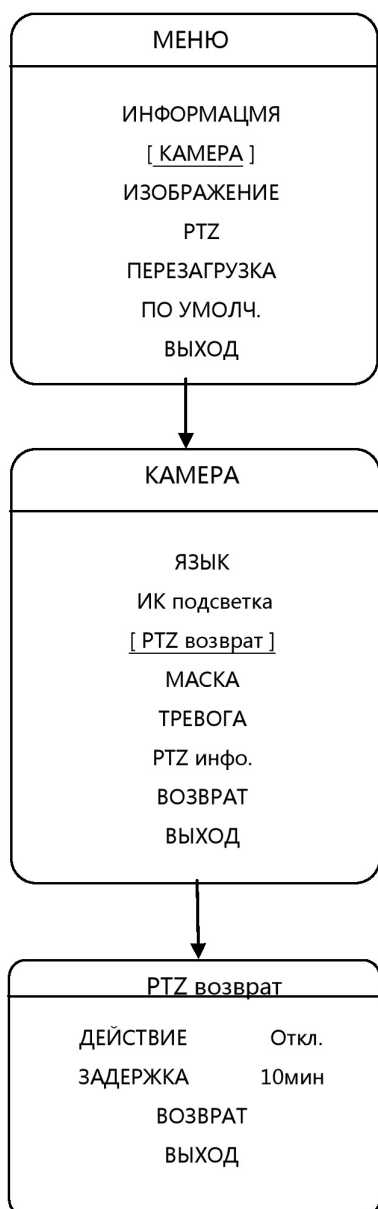 МЕНЮ
ИНФОРМАЦМЯ
[ КАМЕРА ]
ИЗОБРАЖЕНИЕ
PTZ
ПЕРЕЗАГРУЗКА
ПО УМОЛЧ.
ВЫХОД
КАМЕРА
ЯЗЫК
ИК подсветка
[ PTZ возврат ]
МАСКА
ТРЕВОГА
PTZ инфо.
ВОЗВРАТ
ВЫХОД
PTZ возврат
ДЕЙСТВИЕ Откл.
ЗАДЕРЖКА 10мин
ВОЗВРАТ
ВЫХОД